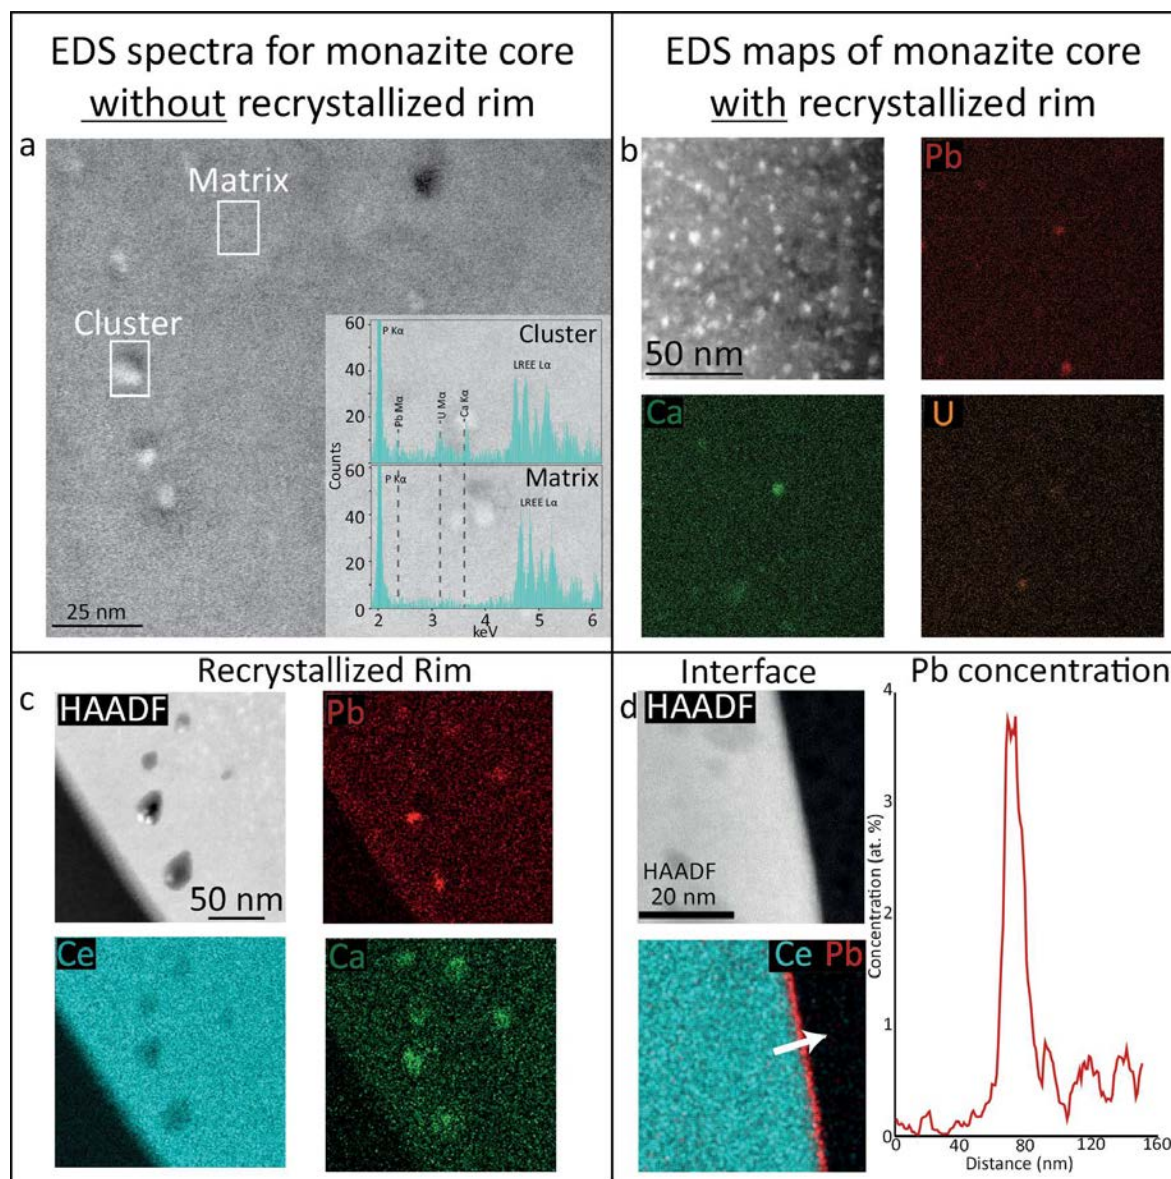 EDS spectra for monazite core
without recrystallized rim
a
Matrix
Cluster
25 nm
Cluster
P Kα
Pb Mα
U Mα
Ca Kα
LREE Lα
60
40
20
0
Counts
Matrix
P Kα
LREE Lα
60
40
20
0
2 3 4 5 6
keV
EDS maps of monazite core
with recrystallized rim
b
50 nm
Pb
Ca
U
Recrystallized Rim
c
HAADF
50 nm
Pb
Ce
Ca
Interface
d
HAADF
HAADF
20 nm
Ce Pb
Pb concentration
4
3
2
1
0
Concentration (at. %)
0 40 80 120 160
Distance (nm)